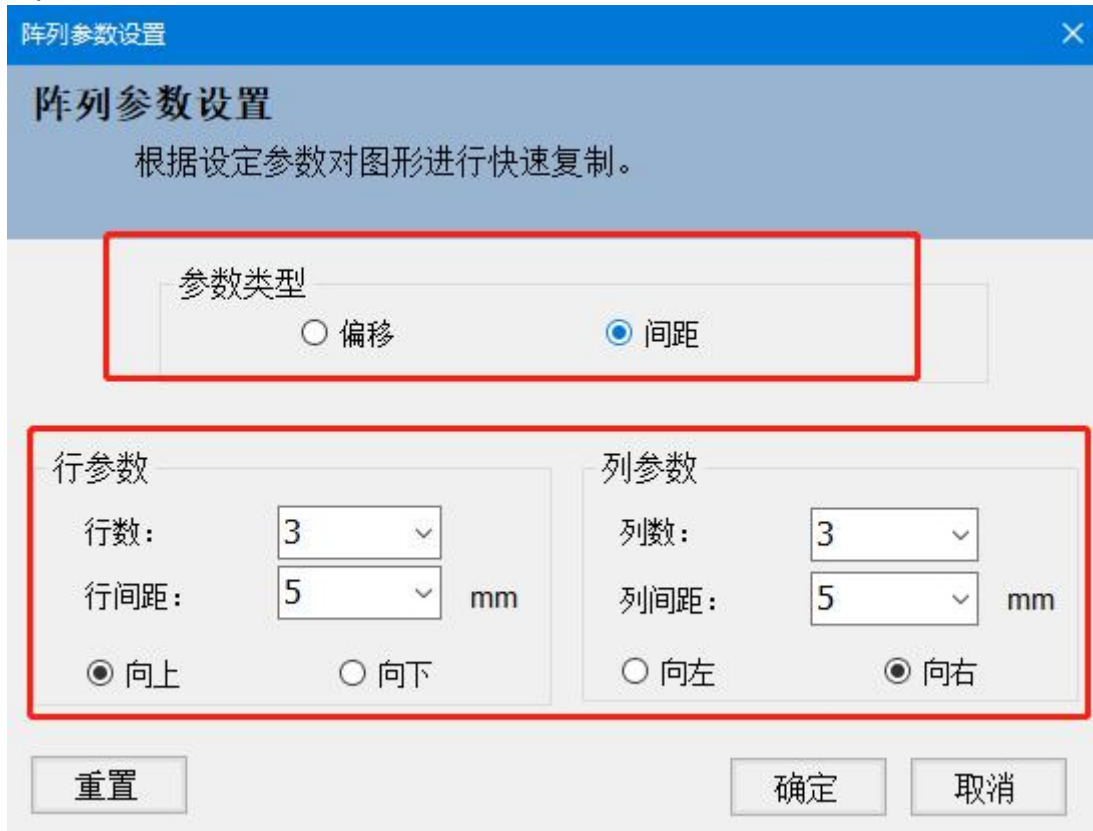 阵列参数设置
阵列参数设置
根据设定参数对图形进行快速复制。
参数类型
偏移 间距
行参数 列参数
行数： 3 列数： 3
行间距： 5 mm 列间距： 5 mm
向上 向下 向左 向右
重置 确定 取消